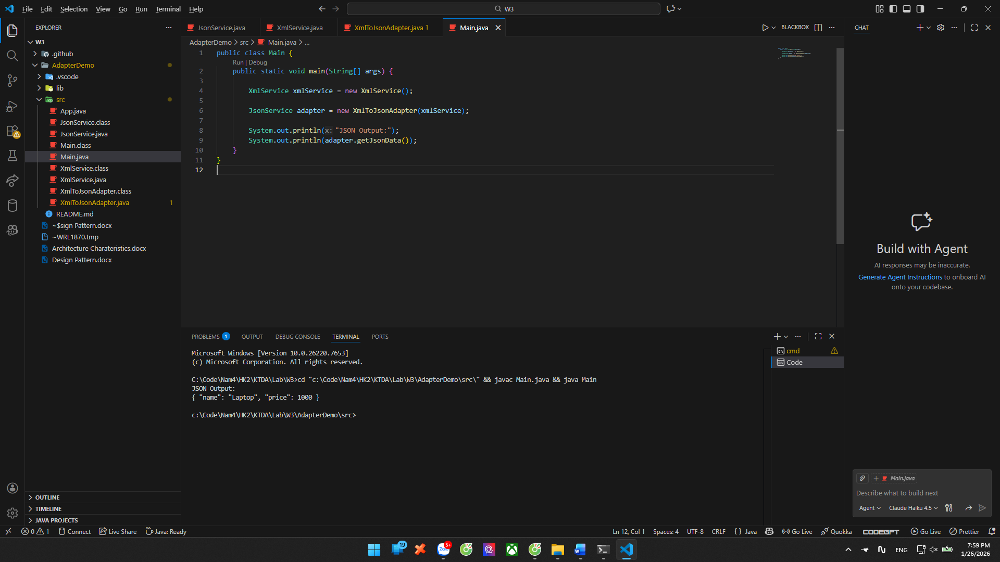 File Edit Selection View Go Run Terminal Help
W3
EXPLORER
W3
.github
AdapterDemo
.vscode
lib
src
App.java
JsonService.class
JsonService.java
Main.class
Main.java
XmlService.class
XmlService.java
XmlToJsonAdapter.class
XmlToJsonAdapter.java 1
README.md
~$sign Pattern.docx
~WRL1870.tmp
Architecture Charateristics.docx
Design Pattern.docx
OUTLINE
TIMELINE
JAVA PROJECTS
JsonService.java XmlService.java XmlToJsonAdapter.java 1 Main.java
BLACKBOX
AdapterDemo > src > Main.java > ...
1 public class Main {
Run | Debug
2 public static void main(String[] args) {
3
4 XmlService xmlService = new XmlService();
5
6 JsonService adapter = new XmlToJsonAdapter(xmlService);
7
8 System.out.println(x: "JSON Output:");
9 System.out.println(adapter.getJsonData());
10 }
11 }
12
PROBLEMS 1 OUTPUT DEBUG CONSOLE TERMINAL PORTS
Microsoft Windows [Version 10.0.26220.7653]
(c) Microsoft Corporation. All rights reserved.
C:\Code\Nam4\HK2\KTDA\Lab\W3>cd "c:\Code\Nam4\HK2\KTDA\Lab\W3\AdapterDemo\src\" && javac Main.java && java Main
JSON Output:
{ "name": "Laptop", "price": 1000 }
c:\Code\Nam4\HK2\KTDA\Lab\W3\AdapterDemo\src>
cmd
Code
CHAT
Build with Agent
AI responses may be inaccurate.
Generate Agent Instructions to onboard AI
onto your codebase.
Main.java
Describe what to build next
Agent Claude Haiku 4.5
0 1 Connect Live Share Java: Ready
Ln 12, Col 1 Spaces: 4 UTF-8 CRLF { } Java Go Live Quokka CODEGPT Go Live Prettier
19
Zalo 5+
ENG
7:59 PM
1/26/2026